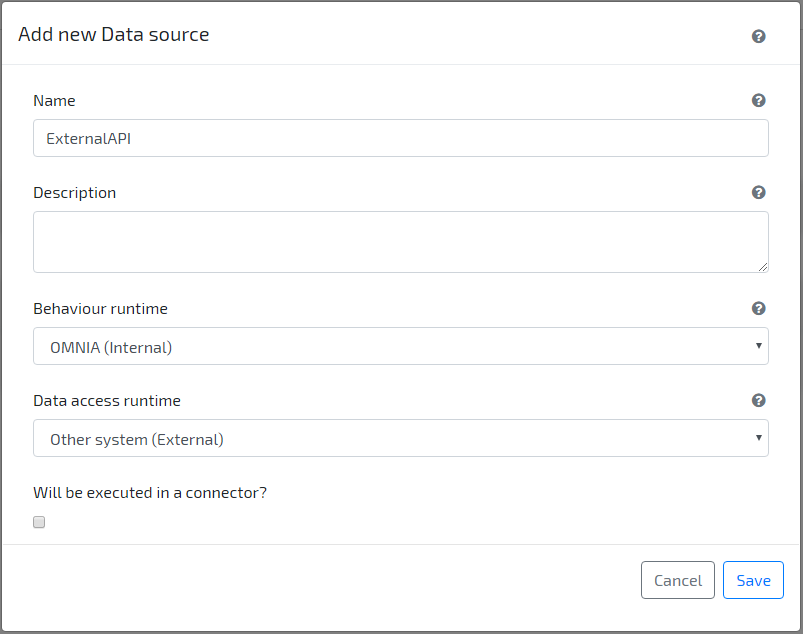 Add new Data source
Name
ExternalAPI
Description
Behaviour runtime
OMNIA (Internal)
Data access runtime
Other system (External)
Will be executed in a connector?
Cancel Save